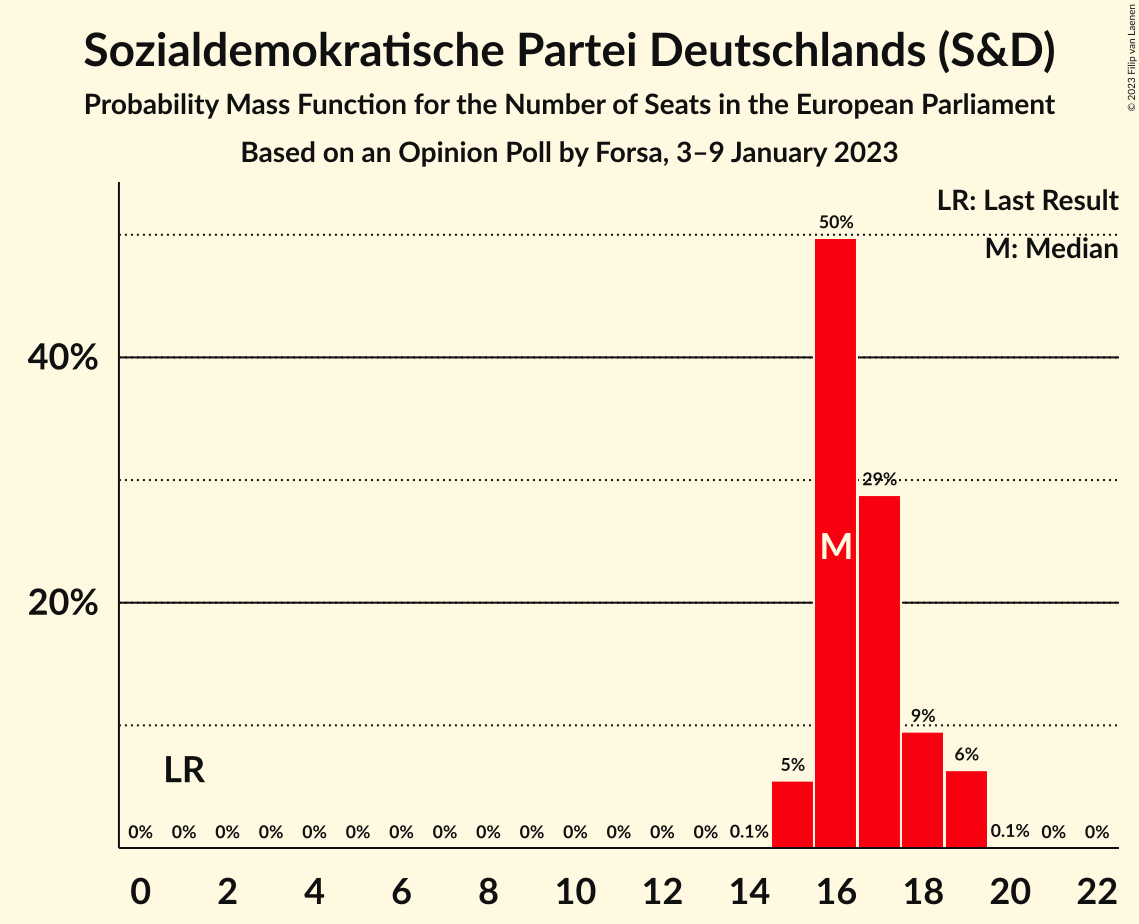 Sozialdemokratische Partei Deutschlands (S&D)
Probability Mass Function for the Number of Seats in the European Parliament
Based on an Opinion Poll by Forsa, 3–9 January 2023
© 2023 Filip van Laenen
LR: Last Result
M: Median
50%
40%
29%
M
20%
9%
6%
5%
LR
0% 0% 0% 0% 0% 0% 0% 0% 0% 0% 0% 0% 0% 0% 0.1% 0.1% 0% 0%
0 2 4 6 8 10 12 14 16 18 20 22